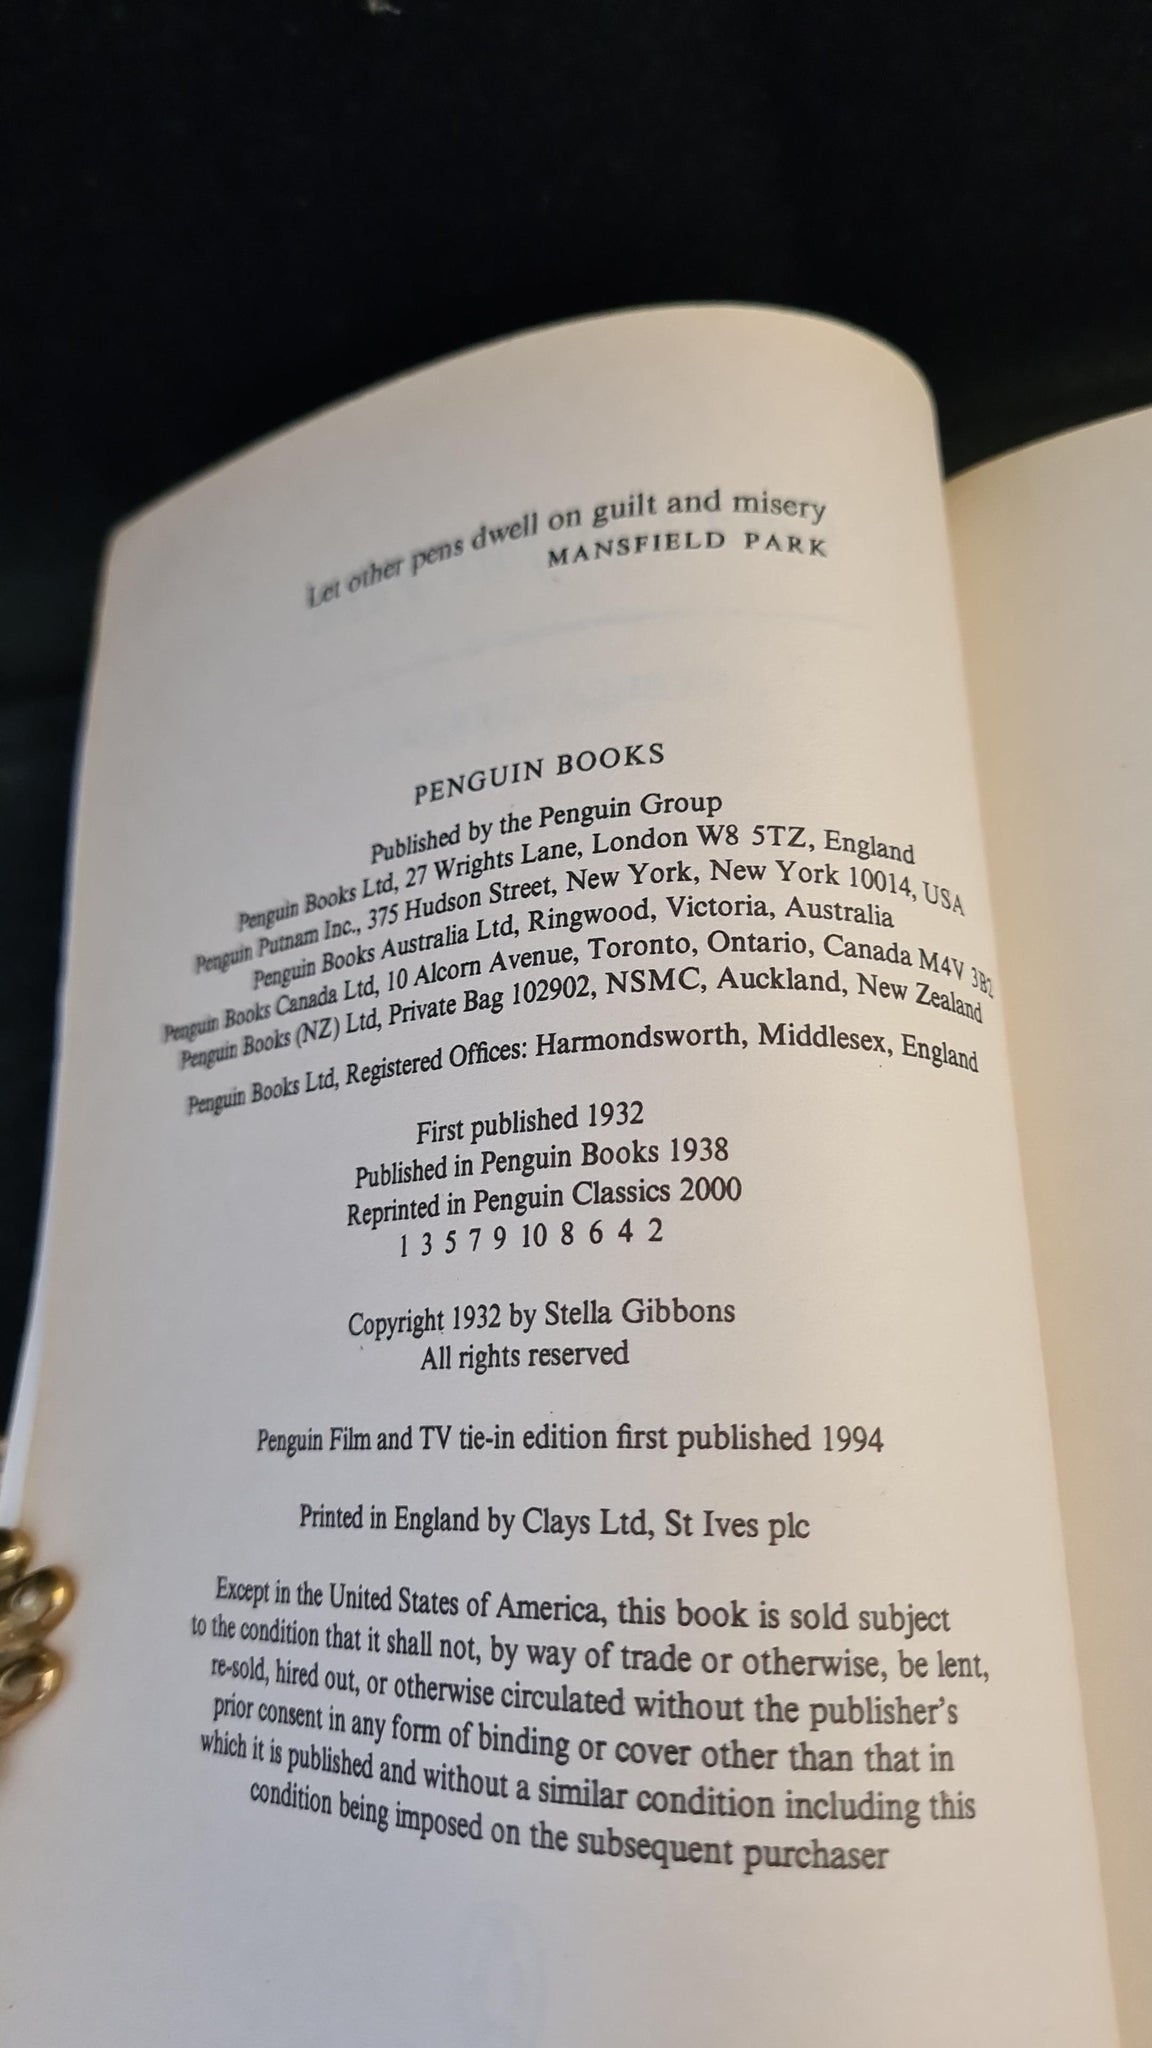 Let other pens dwell on guilt and misery
MANSFIELD PARK
PENGUIN BOOKS
Published by the Penguin Group
Penguin Books Ltd, 27 Wrights Lane, London W8 5TZ, England
Penguin Putnam Inc., 375 Hudson Street, New York, New York 10014, USA
Penguin Books Australia Ltd, Ringwood, Victoria, Australia
Penguin Books Canada Ltd, 10 Alcorn Avenue, Toronto, Ontario, Canada M4V 3B2
Penguin Books (NZ) Ltd, Private Bag 102902, NSMC, Auckland, New Zealand
Penguin Books Ltd, Registered Offices: Harmondsworth, Middlesex, England
First published 1932
Published in Penguin Books 1938
Reprinted in Penguin Classics 2000
1 3 5 7 9 10 8 6 4 2
Copyright 1932 by Stella Gibbons
All rights reserved
Penguin Film and TV tie-in edition first published 1994
Printed in England by Clays Ltd, St Ives plc
Except in the United States of America, this book is sold subject
to the condition that it shall not, by way of trade or otherwise, be lent,
re-sold, hired out, or otherwise circulated without the publisher's
prior consent in any form of binding or cover other than that in
which it is published and without a similar condition including this
condition being imposed on the subsequent purchaser